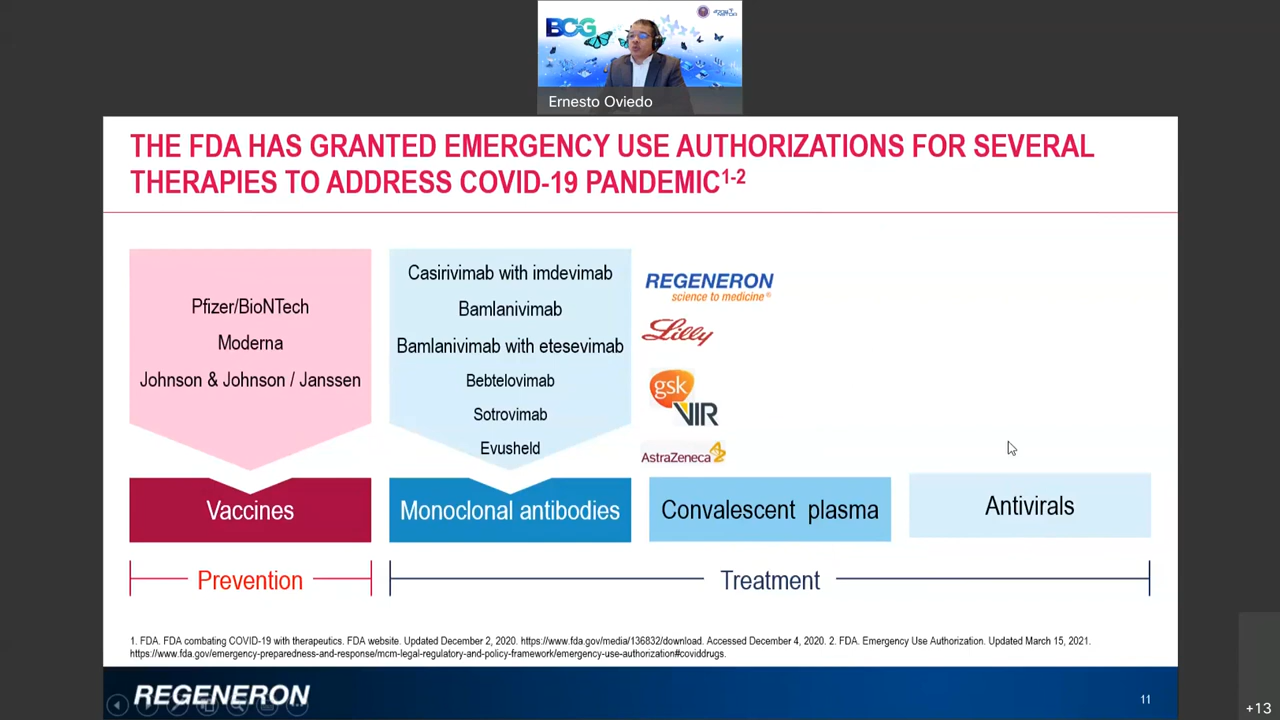 BCG
Ernesto Oviedo
THE FDA HAS GRANTED EMERGENCY USE AUTHORIZATIONS FOR SEVERAL
THERAPIES TO ADDRESS COVID-19 PANDEMIC1-2
Pfizer/BioNTech
Moderna
Johnson & Johnson / Janssen
Casirivimab with imdevimab
Bamlanivimab
Bamlanivimab with etesevimab
Bebtelovimab
Sotrovimab
Evusheld
REGENERON
science to medicine®
Lilly
gsk
VIR
AstraZeneca
Vaccines
Monoclonal antibodies
Convalescent plasma
Antivirals
Prevention
Treatment
1. FDA. FDA combating COVID-19 with therapeutics. FDA website. Updated December 2, 2020. https://www.fda.gov/media/136832/download. Accessed December 4, 2020. 2. FDA. Emergency Use Authorization. Updated March 15, 2021.
https://www.fda.gov/emergency-preparedness-and-response/mcm-legal-regulatory-and-policy-framework/emergency-use-authorization#coviddrugs.
REGENERON
11
+13